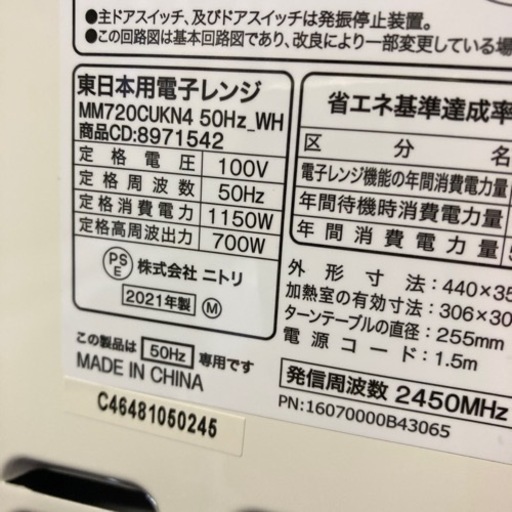 ●主ドアスイッチ、及びドアスイッチは発振停止装置。
●この回路図は基本回路図であり、改良により一部変更している場
東日本用電子レンジ
MM720CUKN4 50Hz_WH
商品CD:8971542
定格電圧 100V
定格周波数 50Hz
定格消費電力 1150W
定格高周波出力 700W
PSE 株式会社 ニトリ
2021年製 M
この製品は 50Hz 専用です
MADE IN CHINA
C46481050245
省エネ基準達成率
区分名
電子レンジ機能の年間消費電力量
年間待機時消費電力量
年間消費電力量
外形寸法:440×35
加熱室の有効寸法:306×30
ターンテーブルの直径:255mm
電源コード:1.5m
発信周波数 2450MHz
PN:16070000B43065